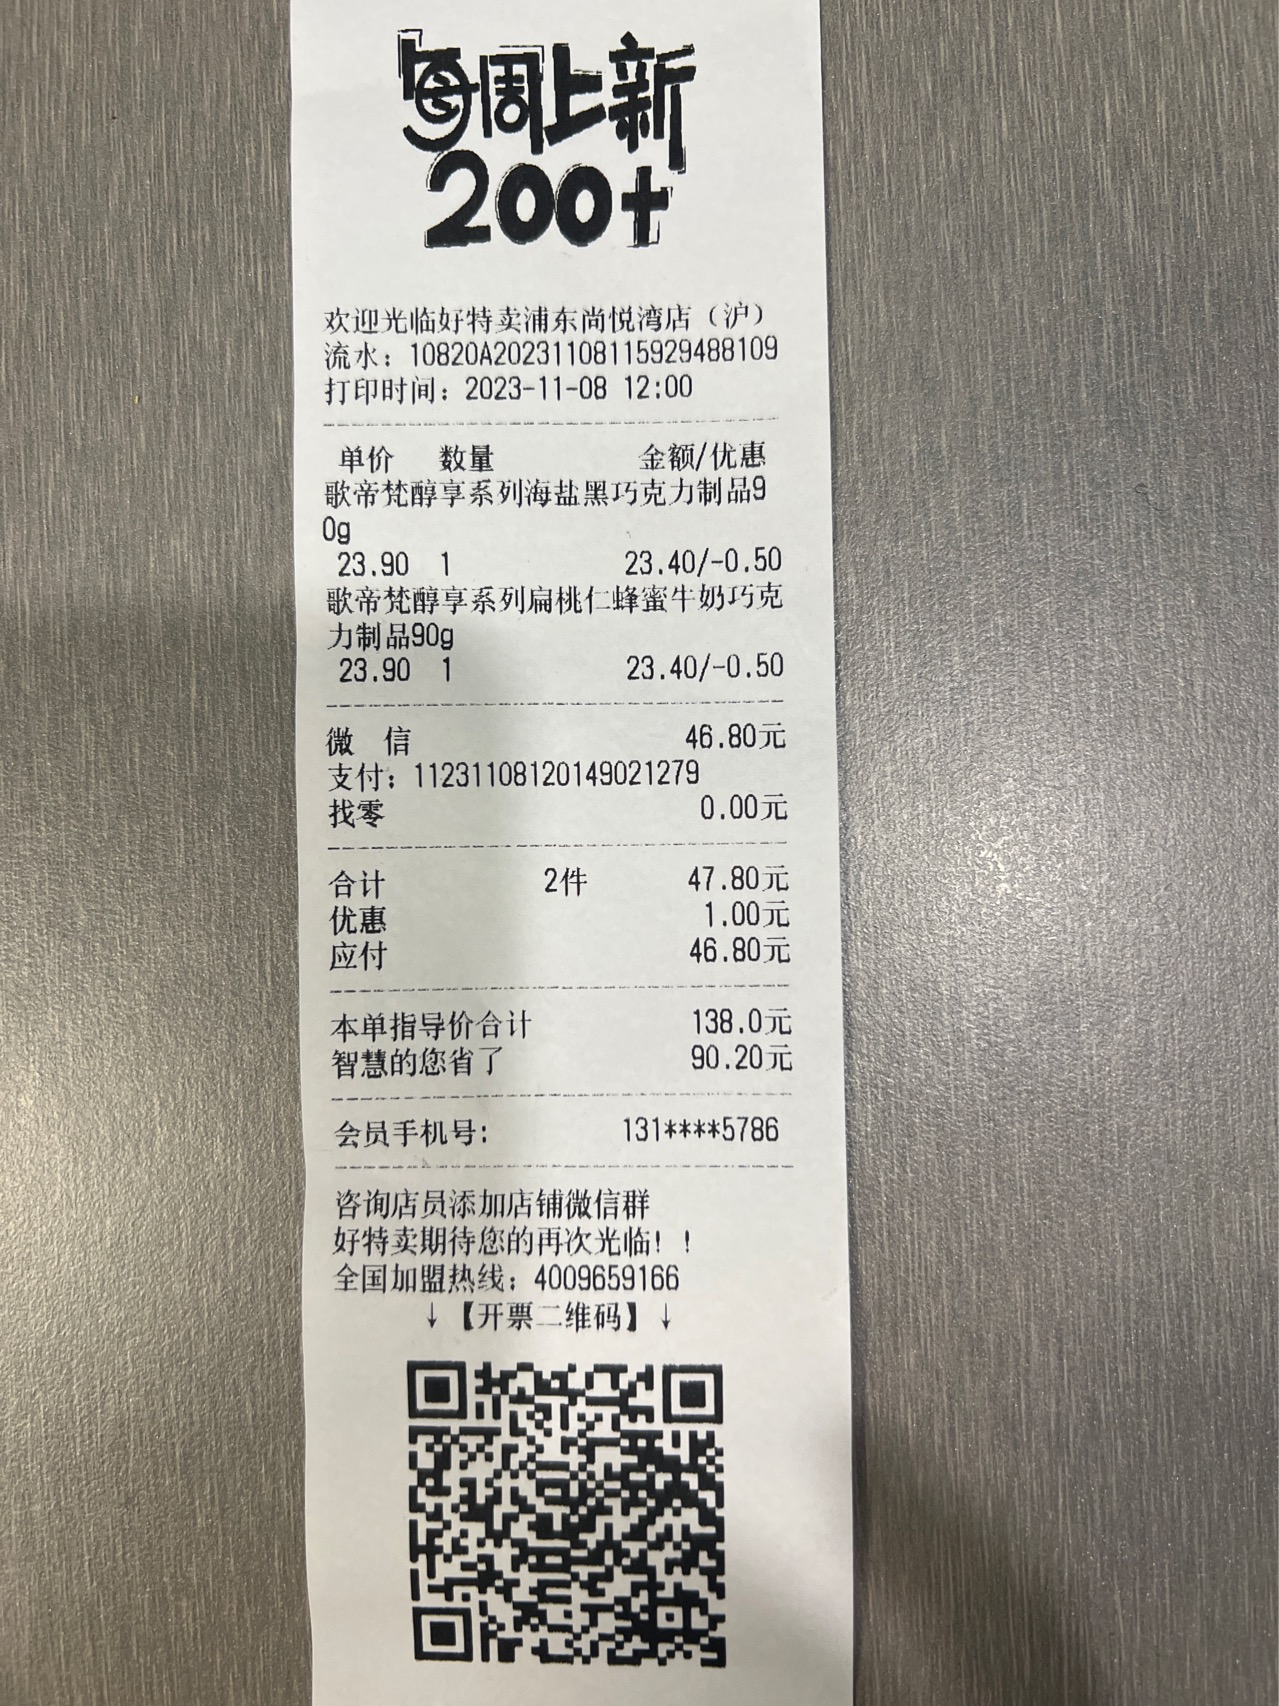 每周上新
200+
欢迎光临好特卖浦东尚悦湾店（沪）
流水：10820A20231108115929488109
打印时间：2023-11-08 12:00
单价 数量 金额/优惠
歌帝梵醇享系列海盐黑巧克力制品9
0g
23.90 1 23.40/-0.50
歌帝梵醇享系列扁桃仁蜂蜜牛奶巧克
力制品90g
23.90 1 23.40/-0.50
微 信 46.80元
支付：11231108120149021279
找零 0.00元
合计 2件 47.80元
优惠 1.00元
应付 46.80元
本单指导价合计 138.0元
智慧的您省了 90.20元
会员手机号： 131****5786
咨询店员添加店铺微信群
好特卖期待您的再次光临！！
全国加盟热线：4009659166
↓【开票二维码】↓